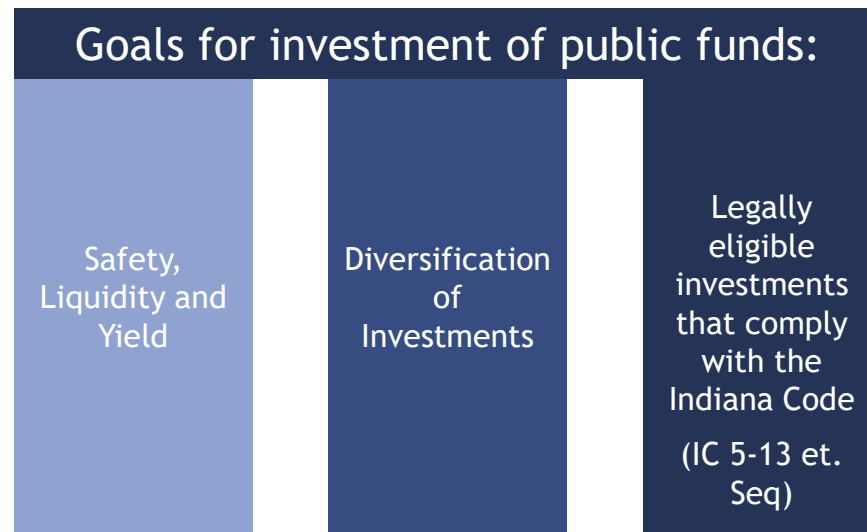 Goals for investment of public funds:
Safety,
Liquidity and
Yield
Diversification
of
Investments
Legally
eligible
investments
that comply
with the
Indiana Code
(IC 5-13 et.
Seq)